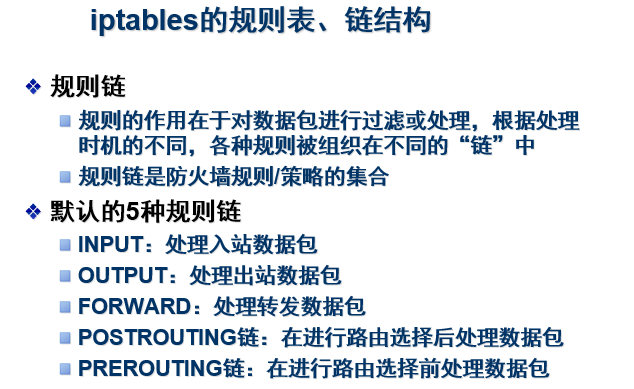 iptables的规则表、链结构
规则链
规则的作用在于对数据包进行过滤或处理，根据处理
时机的不同，各种规则被组织在不同的“链”中
规则链是防火墙规则/策略的集合
默认的5种规则链
INPUT：处理入站数据包
OUTPUT：处理出站数据包
FORWARD：处理转发数据包
POSTROUTING链：在进行路由选择后处理数据包
PREROUTING链：在进行路由选择前处理数据包